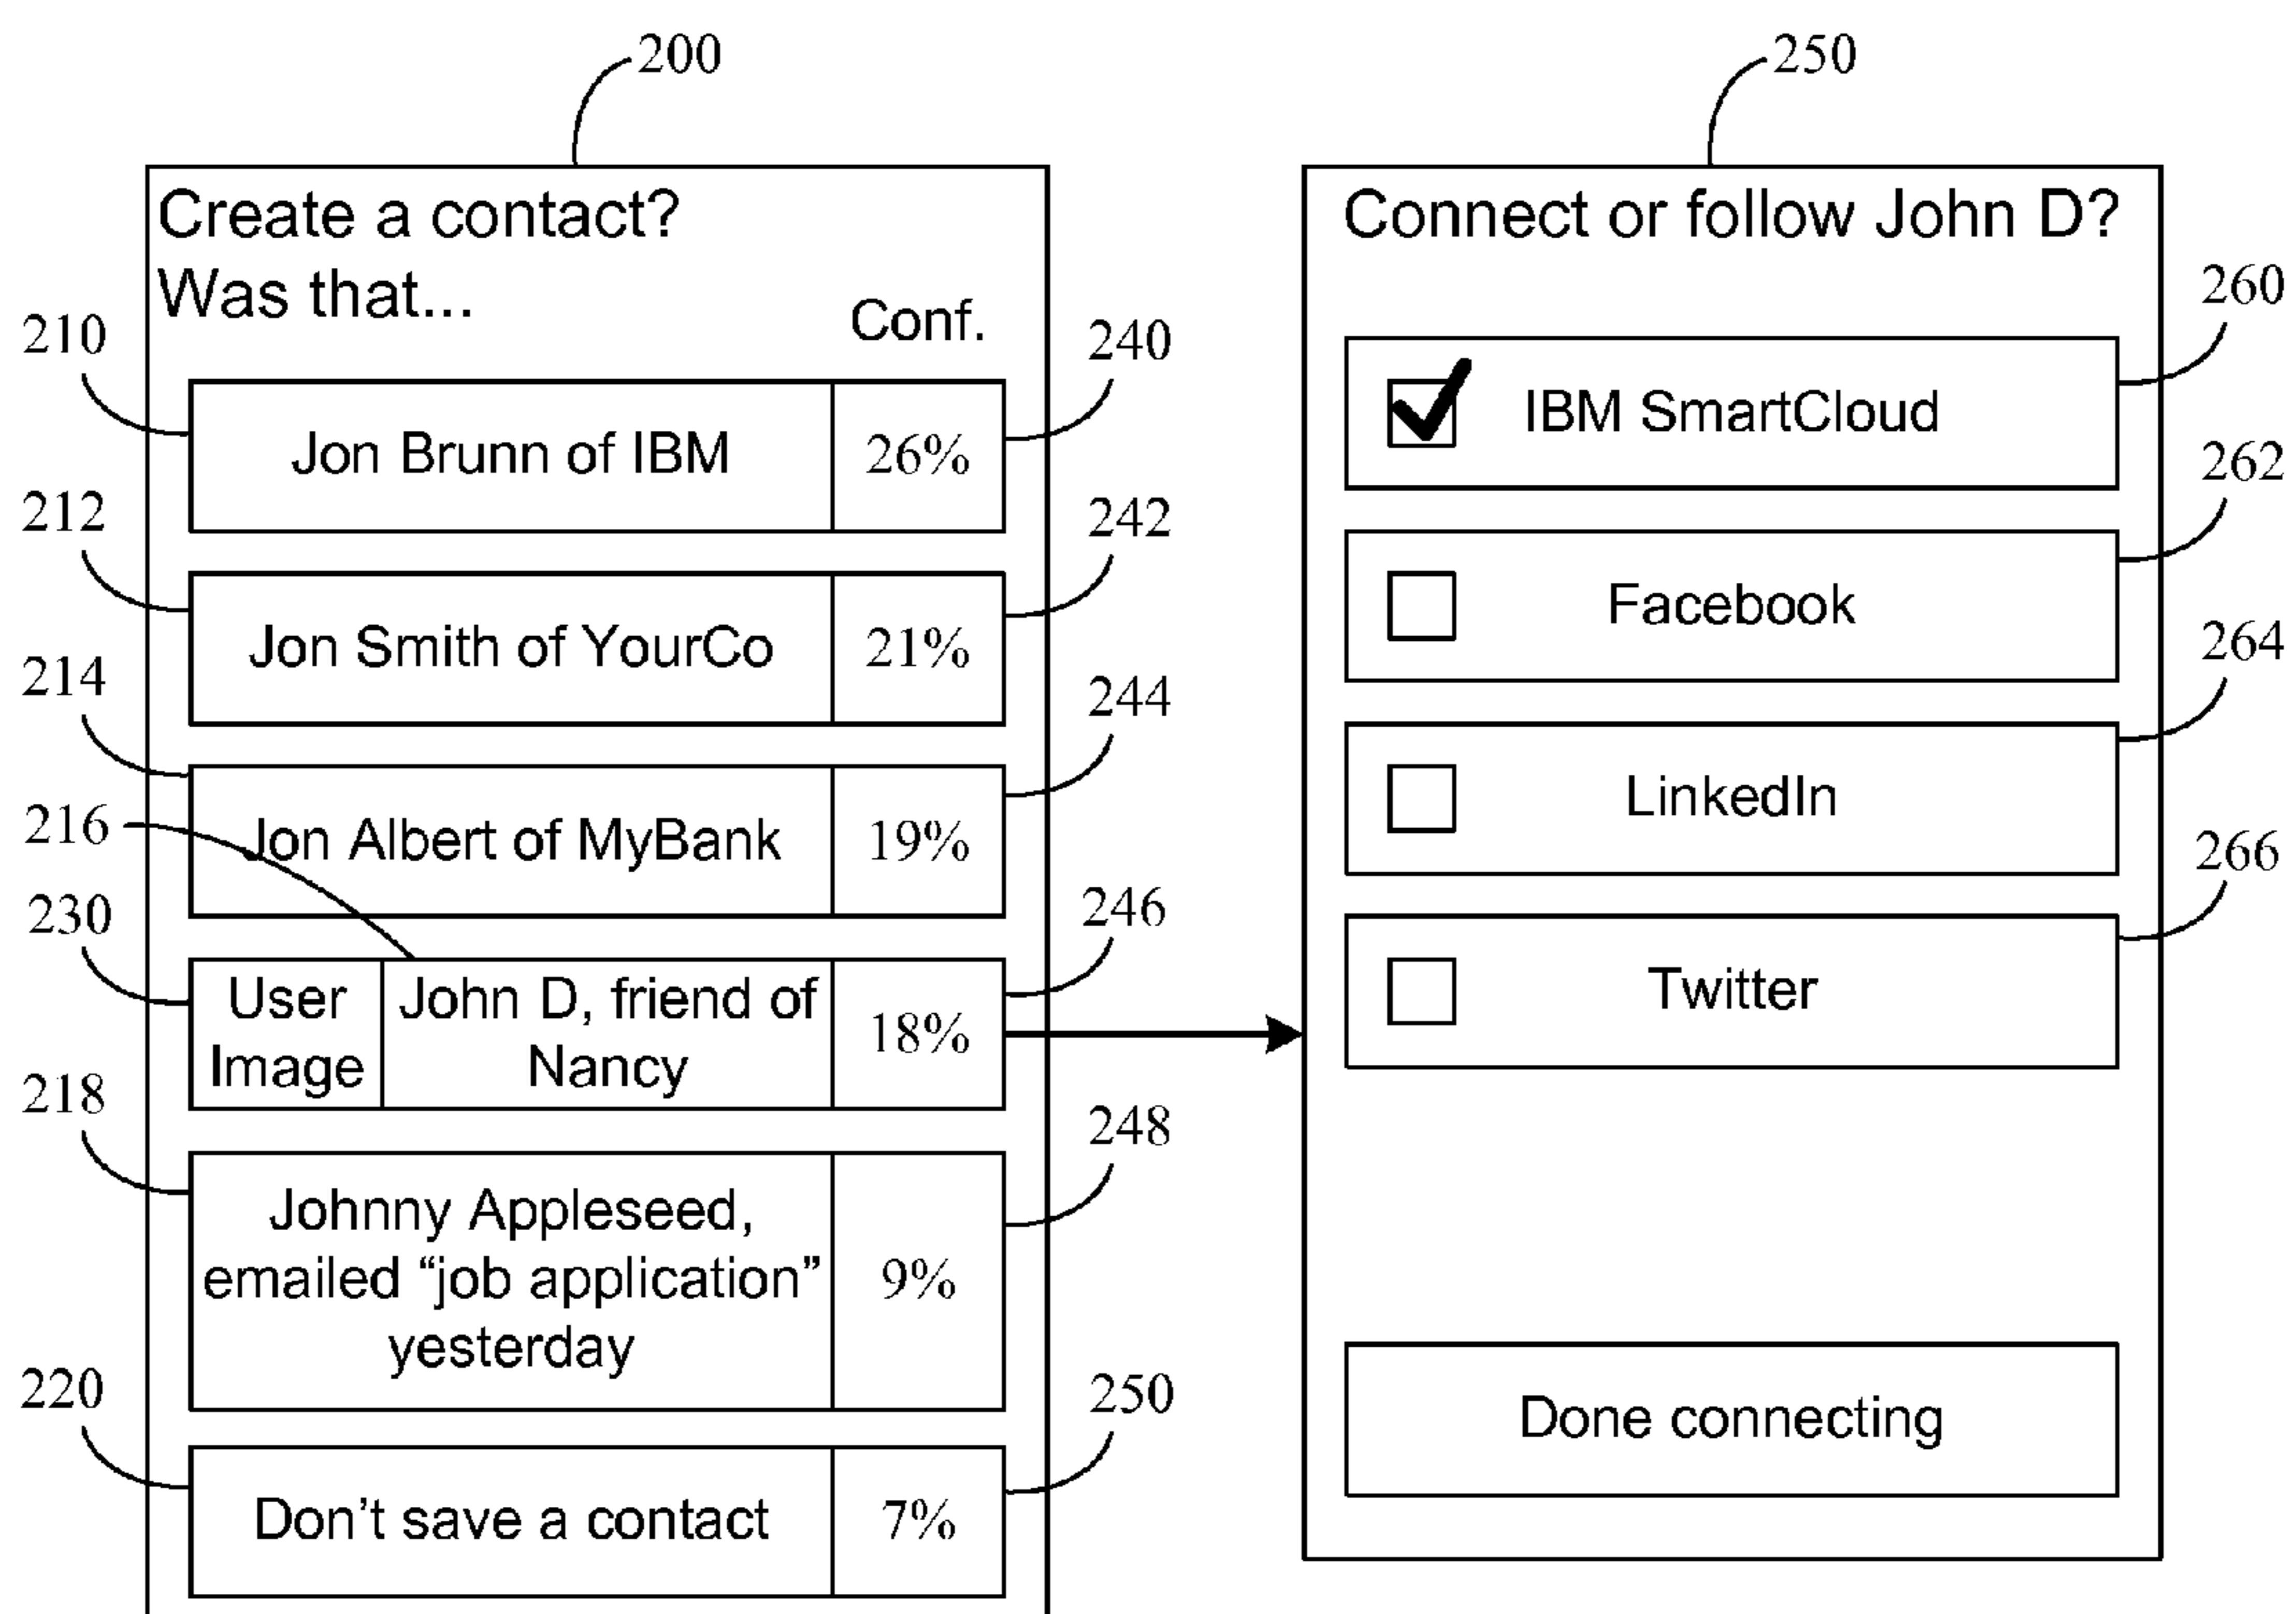 200
Create a contact?
Was that...
Conf.
210
Jon Brunn of IBM
26%
240
212
Jon Smith of YourCo
21%
242
214
Jon Albert of MyBank
19%
244
216
230
User
Image
John D, friend of
Nancy
18%
246
218
Johnny Appleseed,
emailed “job application”
yesterday
9%
248
220
Don’t save a contact
7%
250
250
Connect or follow John D?
IBM SmartCloud
260
Facebook
262
LinkedIn
264
Twitter
266
Done connecting